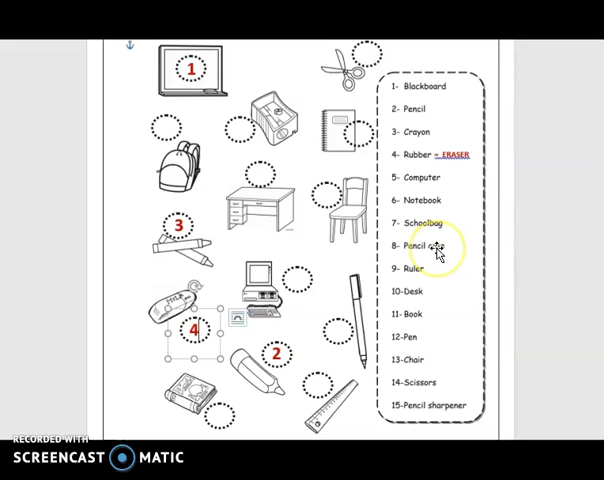 1
1- Blackboard
2- Pencil
3- Crayon
4- Rubber = ERASER
5- Computer
6- Notebook
7- Schoolbag
8- Pencil case
9- Ruler
10-Desk
11- Book
12-Pen
13-Chair
14-Scissors
15-Pencil sharpener
3
MILK
4
2
RECORDED WITH
SCREENCAST MATIC